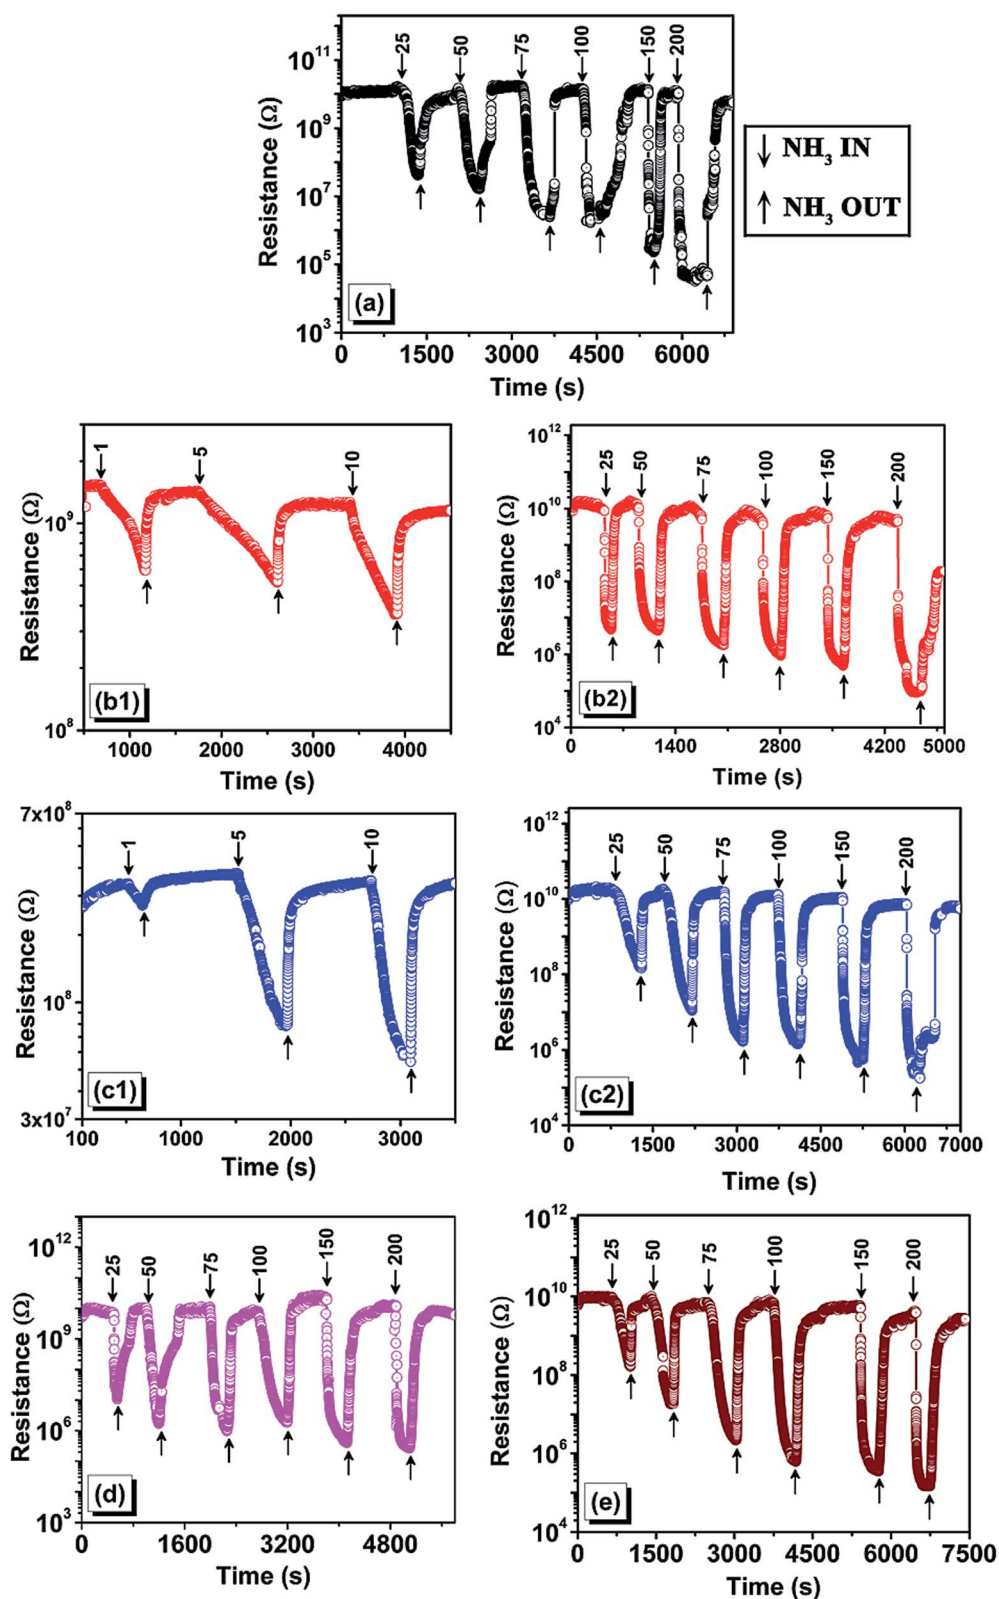 25 50 75 100 150 200
10¹¹
10⁹
10⁷
10⁵
10³
Resistance (Ω)
(a)
0 1500 3000 4500 6000
Time (s)
↓ NH₃ IN
↑ NH₃ OUT
1 5 10
10⁹
10⁸
Resistance (Ω)
(b1)
1000 2000 3000 4000
Time (s)
25 50 75 100 150 200
10¹²
10¹⁰
10⁸
10⁶
10⁴
Resistance (Ω)
(b2)
0 1400 2800 4200 5000
Time (s)
1 5 10
7x10⁸
10⁸
3x10⁷
Resistance (Ω)
(c1)
100 1000 2000 3000
Time (s)
25 50 75 100 150 200
10¹²
10¹⁰
10⁸
10⁶
10⁴
Resistance (Ω)
(c2)
0 1500 3000 4500 6000 7000
Time (s)
25 50 75 100 150 200
10¹²
10⁹
10⁶
10³
Resistance (Ω)
(d)
0 1600 3200 4800
Time (s)
25 50 75 100 150 200
10¹²
10¹⁰
10⁸
10⁶
10⁴
Resistance (Ω)
(e)
0 1500 3000 4500 6000 7500
Time (s)